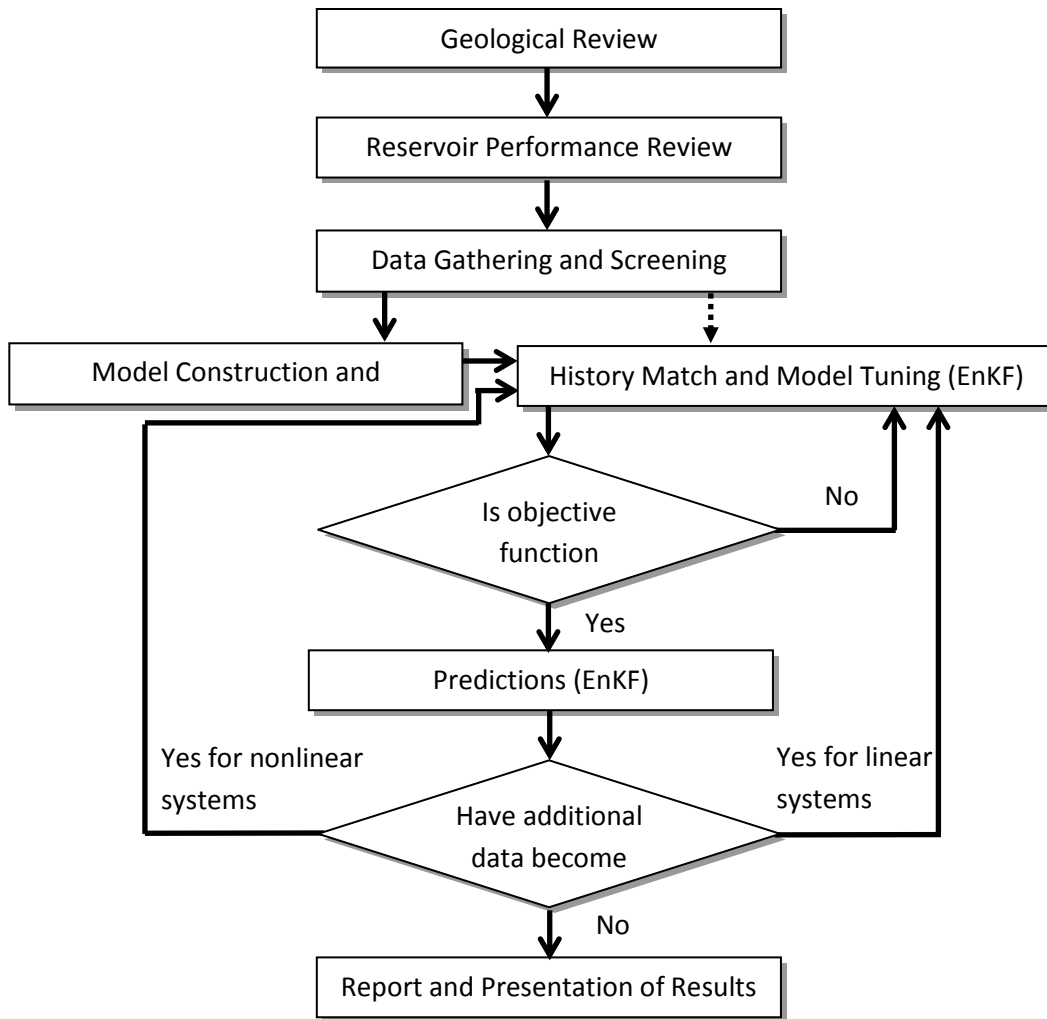 Geological Review
Reservoir Performance Review
Data Gathering and Screening
Model Construction and
History Match and Model Tuning (EnKF)
Is objective
function
No
Yes
Predictions (EnKF)
Yes for nonlinear
systems
Yes for linear
systems
Have additional
data become
No
Report and Presentation of Results